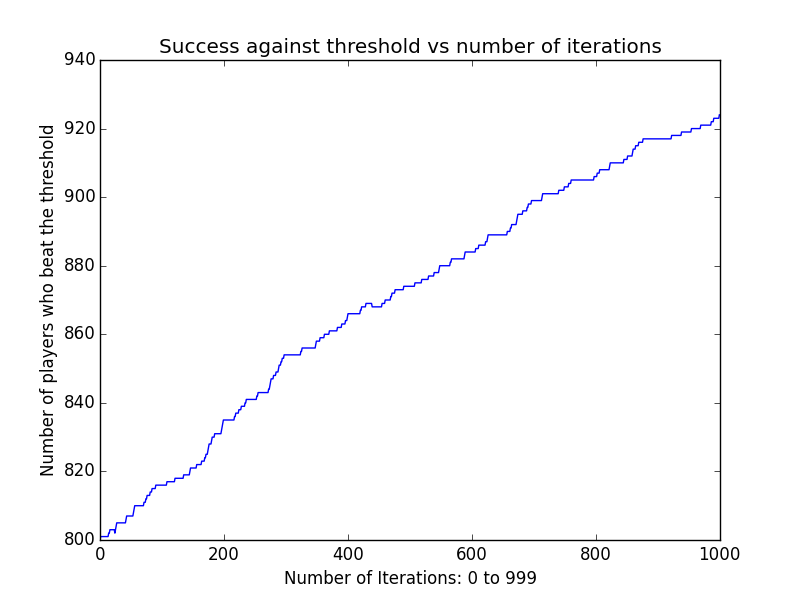 Success against threshold vs number of iterations
940
920
900
880
860
840
820
800
Number of players who beat the threshold
0 200 400 600 800 1000
Number of Iterations: 0 to 999